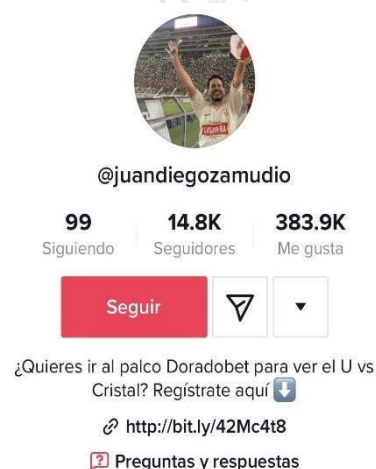 @juandiegozamudio
99 14.8K 383.9K
Siguiendo Seguidores Me gusta
Seguir
¿Quieres ir al palco Doradobet para ver el U vs
Cristal? Regístrate aquí
http://bit.ly/42Mc4t8
Preguntas y respuestas